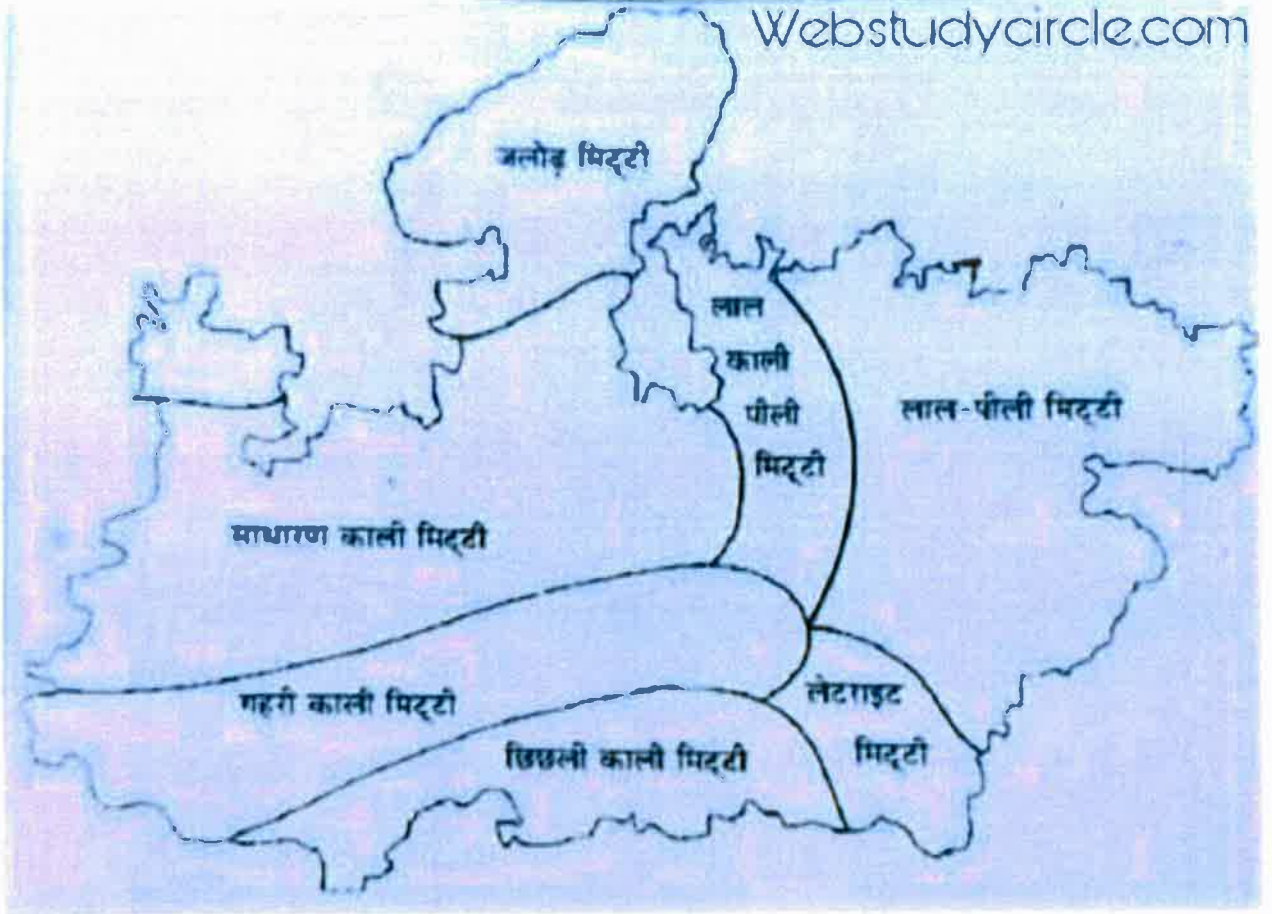 Webstudycircle.com
जलोढ़ मिट्टी
लाल
काली
पीली
मिट्टी
लाल-पीली मिट्टी
साधारण काली मिट्टी
गहरी काली मिट्टी
लेटराइट
मिट्टी
छिछली काली मिट्टी